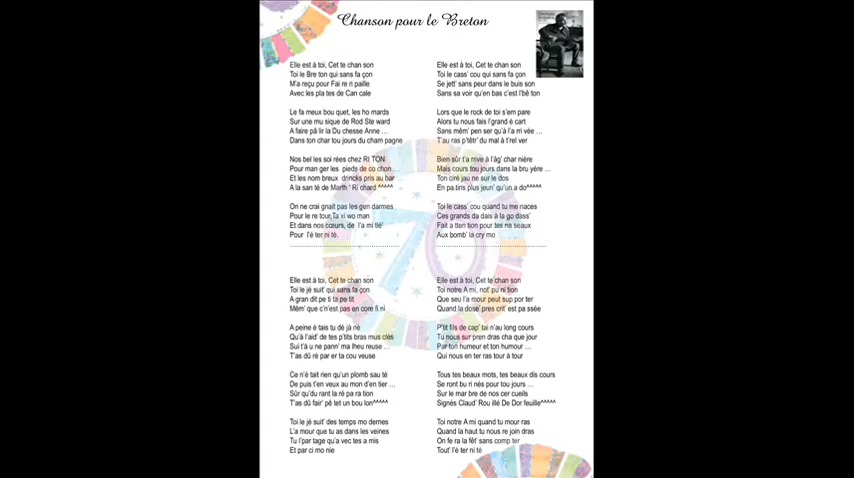 Chanson pour le Breton
Elle est à toi, Cet te chan son
Toi le Bre ton qui sans fa çon
M'a reçu pour Fai re ri paille
Avec les pla tes de Can cale
Le fa meux bou quet, les ho mards
Sur une mu sique de Rod Ste ward
A faire pâ lir la Du chesse Anne ...
Dans ton char tou jours du cham pagne
Nos bel les soi rées chez RI TON
Pour man ger les pieds de co chon ...
Et les nom breux drincks pris au bar
A la san té de Marth ' Ri chard ^^^^^
On ne crai gnait pas les gen darmes
Pour le re tour,Ta xi wo man
Et dans nos cœurs, de l'a mi tié'
Pour l'é ter ni té.
Elle est à toi, Cet te chan son
Toi le cass' cou qui sans fa çon
Se jett' sans peur dans le buis son
Sans sa voir qu'en bas c'est l'bê ton
Lors que le rock de toi s'em pare
Alors tu nous fais l'grand é cart
Sans mêm' pen ser qu'à l'a rri vée ...
T'au ras p'têtr' du mal à t're lver
Bien sûr t'a rrive à l'âg' char nière
Mais cours tou jours dans la bru yère ...
Ton ciré jau ne sur le dos
En pa tins plus jeun' qu'un a do^^^^^
Toi le cass' cou quand tu me naces
Ces grands da dais à la go dass'
Fait a tten tion pour tes na seaux
Aux bomb' la cry mo
Elle est à toi, Cet te chan son
Toi le jé suit' qui sans fa çon
A gran dit pe ti ta pe tit
Mêm' que c'n'est pas en core fi ni
A peine é tais tu dé jà né
Qu'à l'aid' de tes p'tits bras mus clés
Sui t'à u ne pann' ma lheu reuse ...
T'as dû ré par er ta cou veuse
Ce n'é tait rien qu'un plomb sau té
De puis t'en veux au mon d'en tier ...
Sûr qu'du rant la ré pa ra tion
T'as dû fair' pé tet un bou lon^^^^^
Toi le jé suit' des temps mo dernes
L'a mour que tu as dans les veines
Tu l'par tage qu'a vec tes a mis
Et par ci mo nie
Elle est à toi, Cet te chan son
Toi notre A mi, not' pu ni tion
Que seul l'a mour peut sup por ter
Quand la dose' pres crit' est pa ssée
P'tit fils de cap' tai n'au long cours
Tu nous sur pren dras cha que jour
Par ton humeur et ton humour ...
Qui nous en ter ras tour à tour
Tous tes beaux mots, tes beaux dis cours
Se ront bu ri nés pour tou jours ...
Sur le mar bre de nos cer cueils
Signés Claud' Rou illé De Dor feuille^^^^^
Toi notre A mi quand tu mour ras
Quand la haut tu nous re join dras
On fe ra la fêt' sans comp ter
Tout' l'é ter ni té
70